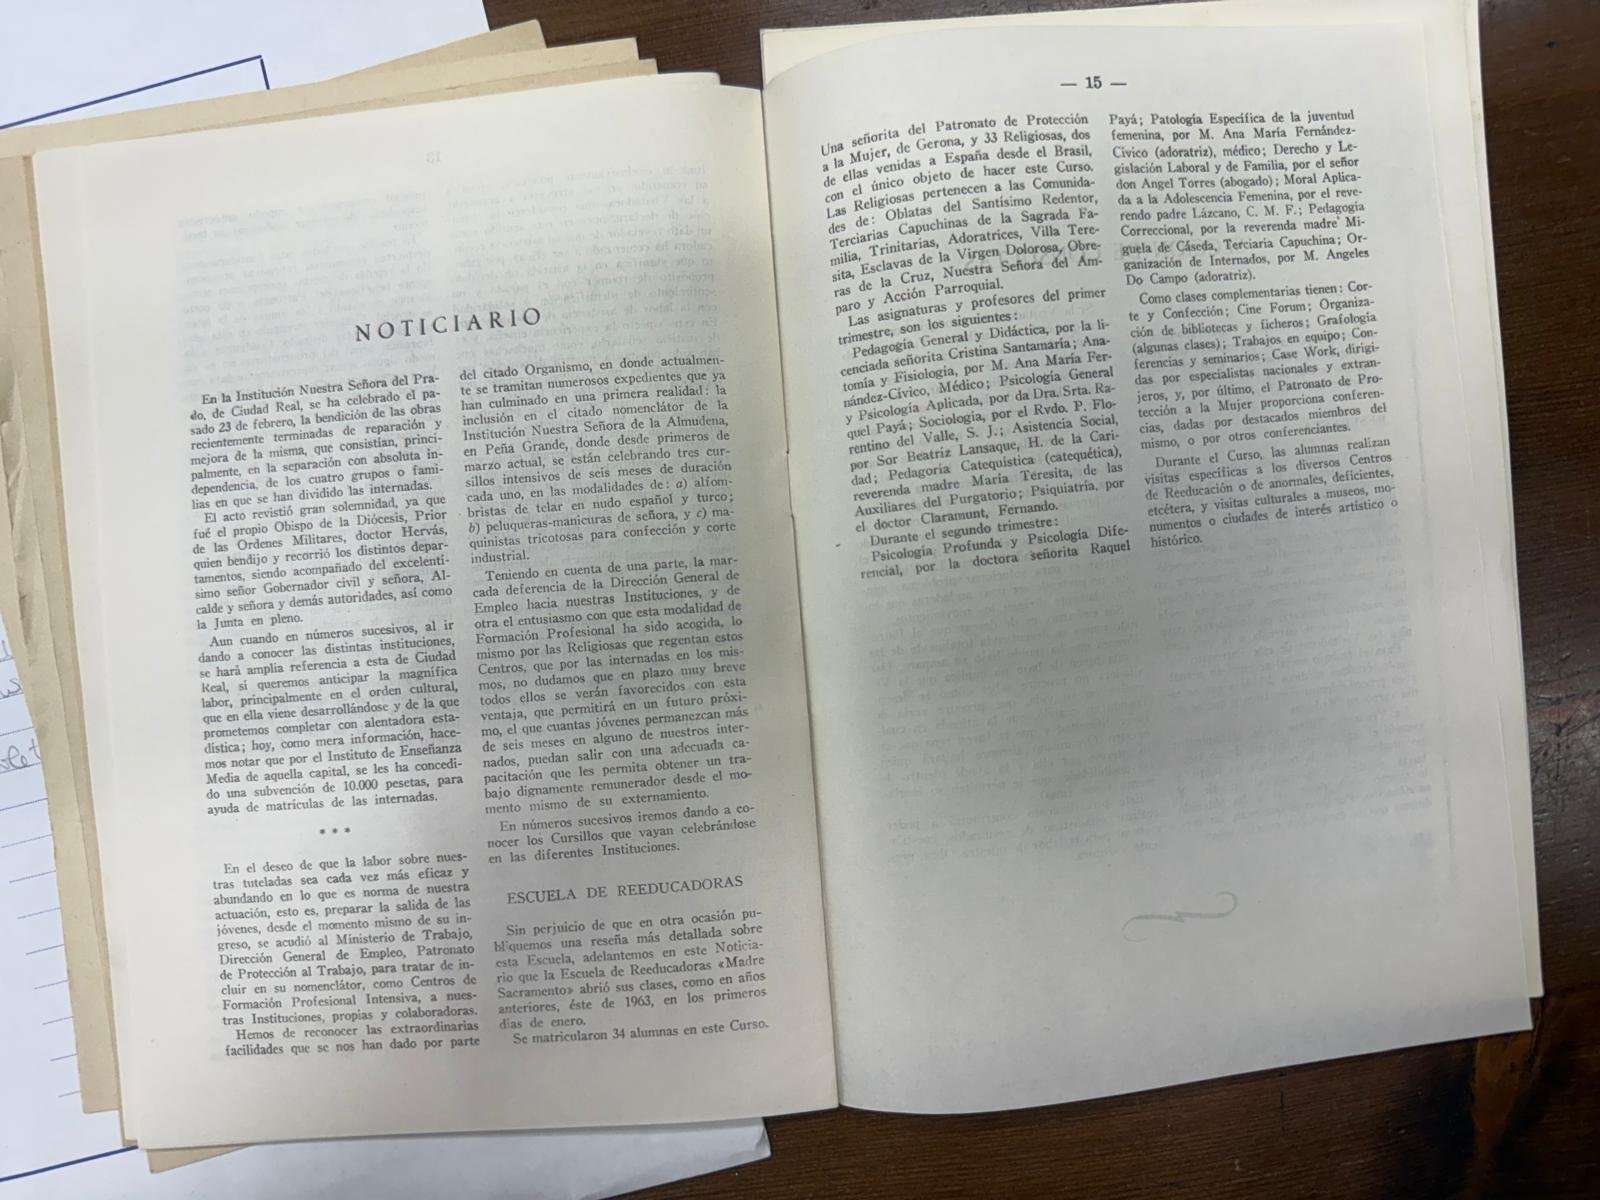 NOTICIARIO
En la Institución Nuestra Señora del Pra-
do, de Ciudad Real, se ha celebrado el pa-
sado 23 de febrero, la bendición de las obras
recientemente terminadas de reparación y
mejora de la misma, que consistían, princi-
palmente, en la separación con absoluta in-
dependencia, de los cuatro grupos o fami-
lias en que se han dividido las internadas.
El acto revistió gran solemnidad, ya que
fué el propio Obispo de la Diócesis, Prior
de las Ordenes Militares, doctor Hervás,
quien bendijo y recorrió los distintos depar-
tamentos, siendo acompañado del excelentí-
simo señor Gobernador civil y señora, Al-
calde y señora y demás autoridades, así como
la Junta en pleno.
Aun cuando en números sucesivos, al ir
dando a conocer las distintas instituciones,
se hará amplia referencia a esta de Ciudad
Real, sí queremos anticipar la magnífica
labor, principalmente en el orden cultural,
que en ella viene desarrollándose y de la que
prometemos completar con alentadora esta-
dística; hoy, como mera información, hace-
mos notar que por el Instituto de Enseñanza
Media de aquella capital, se les ha concedi-
do una subvención de 10.000 pesetas, para
ayuda de matrículas de las internadas.
* * *
En el deseo de que la labor sobre nues-
tras tuteladas sea cada vez más eficaz y
abundando en lo que es norma de nuestra
actuación, esto es, preparar la salida de las
jóvenes, desde el momento mismo de su in-
greso, se acudió al Ministerio de Trabajo,
Dirección General de Empleo, Patronato
de Protección al Trabajo, para tratar de in-
cluir en su nomenclátor, como Centros de
Formación Profesional Intensiva, a nues-
tras Instituciones, propias y colaboradoras.
Hemos de reconocer las extraordinarias
facilidades que se nos han dado por parte
del citado Organismo, en donde actualmen-
te se tramitan numerosos expedientes que ya
han culminado en una primera realidad: la
inclusión en el citado nomenclátor de la
Institución Nuestra Señora de la Almudena,
en Peña Grande, donde desde primeros de
marzo actual, se están celebrando tres cur-
sillos intensivos de seis meses de duración
cada uno, en las modalidades de: a) alfom-
bristas de telar en nudo español y turco;
b) peluqueras-manicuras de señora, y c) ma-
quinistas tricotosas para confección y corte
industrial.
Teniendo en cuenta de una parte, la mar-
cada deferencia de la Dirección General de
Empleo hacia nuestras Instituciones, y de
otra el entusiasmo con que esta modalidad de
Formación Profesional ha sido acogida, lo
mismo por las Religiosas que regentan estos
Centros, que por las internadas en los mis-
mos, no dudamos que en plazo muy breve
todos ellos se verán favorecidos con esta
ventaja, que permitirá en un futuro próxi-
mo, el que cuantas jóvenes permanezcan más
de seis meses en alguno de nuestros inter-
nados, puedan salir con una adecuada ca-
pacitación que les permita obtener un tra-
bajo dignamente remunerador desde el mo-
mento mismo de su externamiento.
En números sucesivos iremos dando a co-
nocer los Cursillos que vayan celebrándose
en las diferentes Instituciones.
ESCUELA DE REEDUCADORAS
Sin perjuicio de que en otra ocasión pu-
bliquemos una reseña más detallada sobre
esta Escuela, adelantemos en este Noticia-
rio que la Escuela de Reeducadoras «Madre
Sacramento» abrió sus clases, como en años
anteriores, éste de 1963, en los primeros
días de enero.
Se matricularon 34 alumnas en este Curso.
— 15 —
Una señorita del Patronato de Protección
a la Mujer, de Gerona, y 33 Religiosas, dos
de ellas venidas a España desde el Brasil,
con el único objeto de hacer este Curso.
Las Religiosas pertenecen a las Comunida-
des de: Oblatas del Santísimo Redentor,
Terciarias Capuchinas de la Sagrada Fa-
milia, Trinitarias, Adoratrices, Villa Tere-
sita, Esclavas de la Virgen Dolorosa, Obre-
ras de la Cruz, Nuestra Señora del Am-
paro y Acción Parroquial.
Las asignaturas y profesores del primer
trimestre, son los siguientes:
Pedagogía General y Didáctica, por la li-
cenciada señorita Cristina Santamaría; Ana-
tomía y Fisiología, por M. Ana María Fer-
nández-Cívico, Médico; Psicología General
y Psicología Aplicada, por da Dra. Srta. Ra-
quel Payá; Sociología, por el Rvdo. P. Flo-
rentino del Valle, S. J.; Asistencia Social,
por Sor Beatriz Lansaque, H. de la Cari-
dad; Pedagoría Catequística (catequética),
reverenda madre María Teresita, de las
Auxiliares del Purgatorio; Psiquiatría, por
el doctor Claramunt, Fernando.
Durante el segundo trimestre:
Psicología Profunda y Psicología Dife-
rencial, por la doctora señorita Raquel
Payá; Patología Específica de la juventud
femenina, por M. Ana María Fernández-
Cívico (adoratriz), médico; Derecho y Le-
gislación Laboral y de Familia, por el señor
don Angel Torres (abogado); Moral Aplica-
da a la Adolescencia Femenina, por el reve-
rendo padre Lázcano, C. M. F.; Pedagogía
Correccional, por la reverenda madre Mi-
guela de Cáseda, Terciaria Capuchina; Or-
ganización de Internados, por M. Angeles
Do Campo (adoratriz).
Como clases complementarias tienen: Cor-
te y Confección; Cine Forum; Organiza-
ción de bibliotecas y ficheros; Grafología
(algunas clases); Trabajos en equipo; Con-
ferencias y seminarios; Case Work, dirigi-
das por especialistas nacionales y extran-
jeros, y, por último, el Patronato de Pro-
tección a la Mujer proporciona conferen-
cias, dadas por destacados miembros del
mismo, o por otros conferenciantes.
Durante el Curso, las alumnas realizan
visitas específicas a los diversos Centros
de Reeducación o de anormales, deficientes,
etcétera, y visitas culturales a museos, mo-
numentos o ciudades de interés artístico o
histórico.